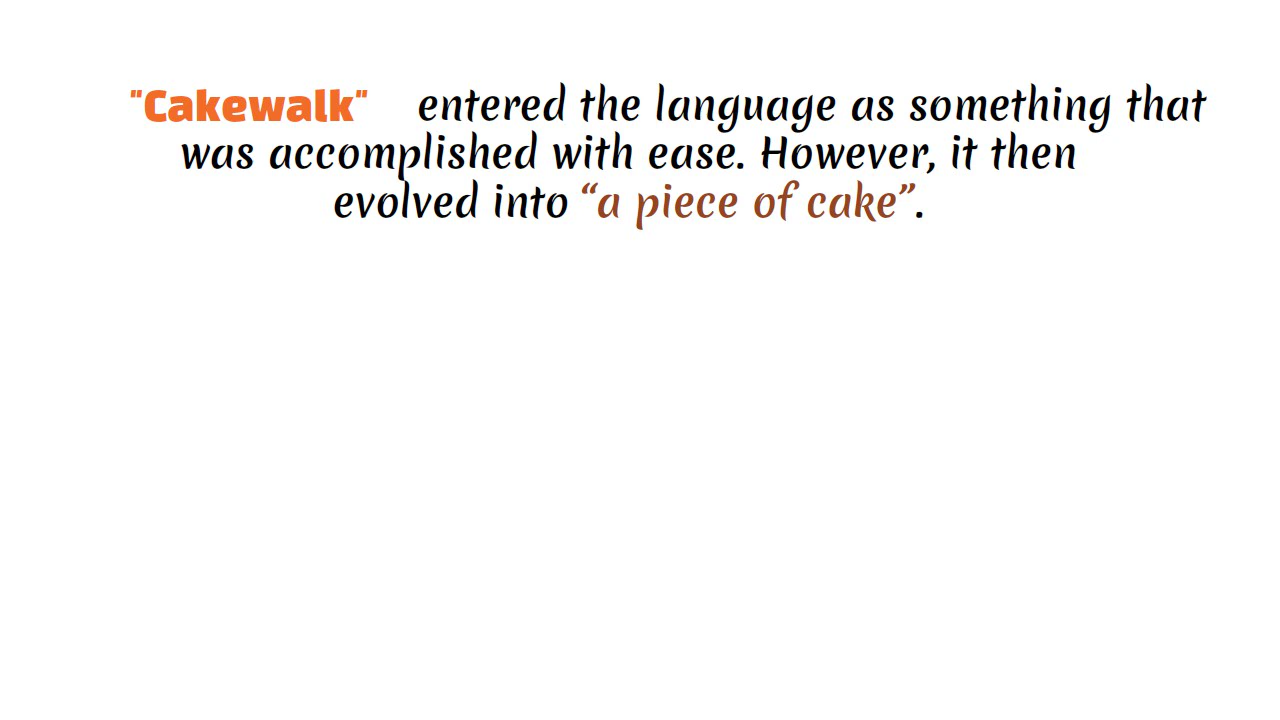 "Cakewalk" entered the language as something that
was accomplished with ease. However, it then
evolved into “a piece of cake”.